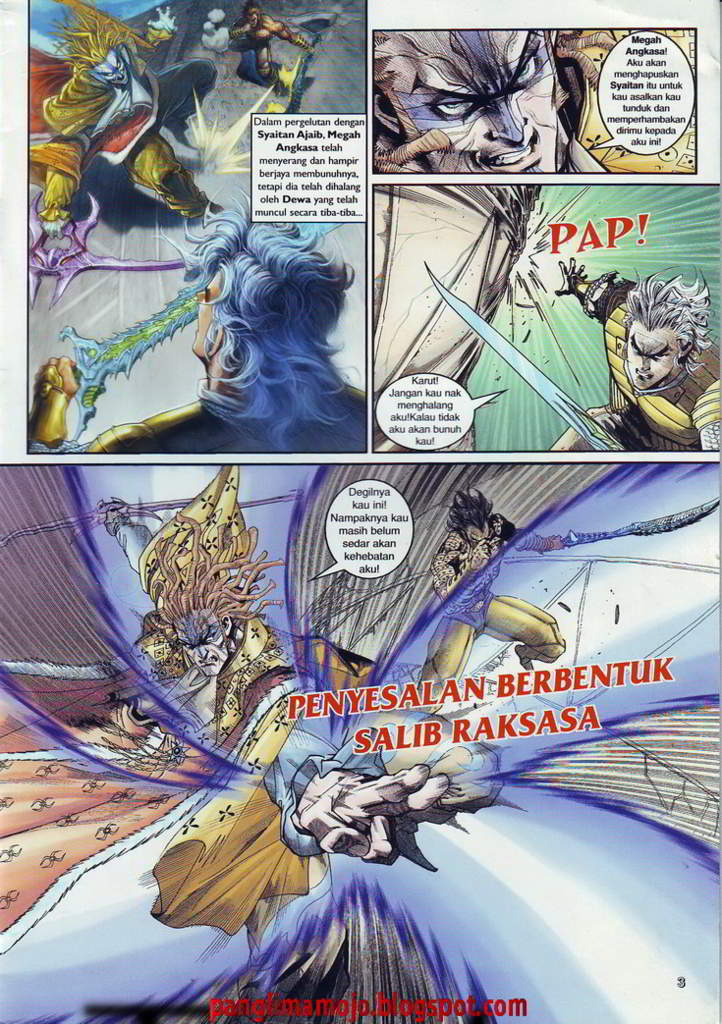 Dalam pergelutan dengan
Syaitan Ajaib, Megah
Angkasa telah
menyerang dan hampir
berjaya membunuhnya,
tetapi dia telah dihalang
oleh Dewa yang telah
muncul secara tiba-tiba...
Megah
Angkasa!
Aku akan
menghapuskan
Syaitan itu untuk
kau asalkan kau
tunduk dan
memperhambakan
dirimu kepada
aku ini!
PAP!
Karut!
Jangan kau nak
menghalang
aku!Kalau tidak
aku bunuh
kau!
Degilnya
kau ini!
Nampaknya kau
masih belum
sedar akan
kehebatan
aku!
PENYESALAN BERBENTUK
SALIB RAKSASA
3
panglimamojo.blogspot.com